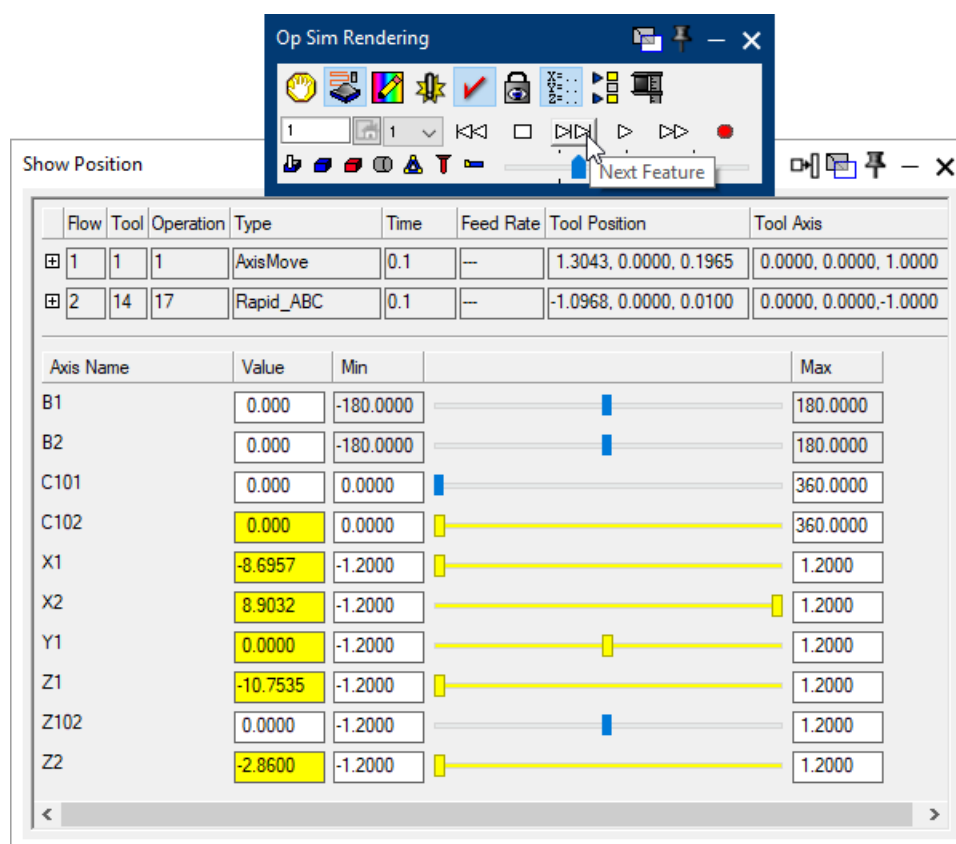 Op Sim Rendering
X=
Y=
Z=
1
1
Show Position
Next Feature
Flow Tool Operation Type Time Feed Rate Tool Position Tool Axis
1 1 1 AxisMove 0.1 --- 1.3043, 0.0000, 0.1965 0.0000, 0.0000, 1.0000
2 14 17 Rapid_ABC 0.1 --- -1.0968, 0.0000, 0.0100 0.0000, 0.0000,-1.0000
Axis Name Value Min Max
B1 0.000 -180.0000 180.0000
B2 0.000 -180.0000 180.0000
C101 0.000 0.0000 360.0000
C102 0.000 0.0000 360.0000
X1 -8.6957 -1.2000 1.2000
X2 8.9032 -1.2000 1.2000
Y1 0.0000 -1.2000 1.2000
Z1 -10.7535 -1.2000 1.2000
Z102 0.0000 -1.2000 1.2000
Z2 -2.8600 -1.2000 1.2000